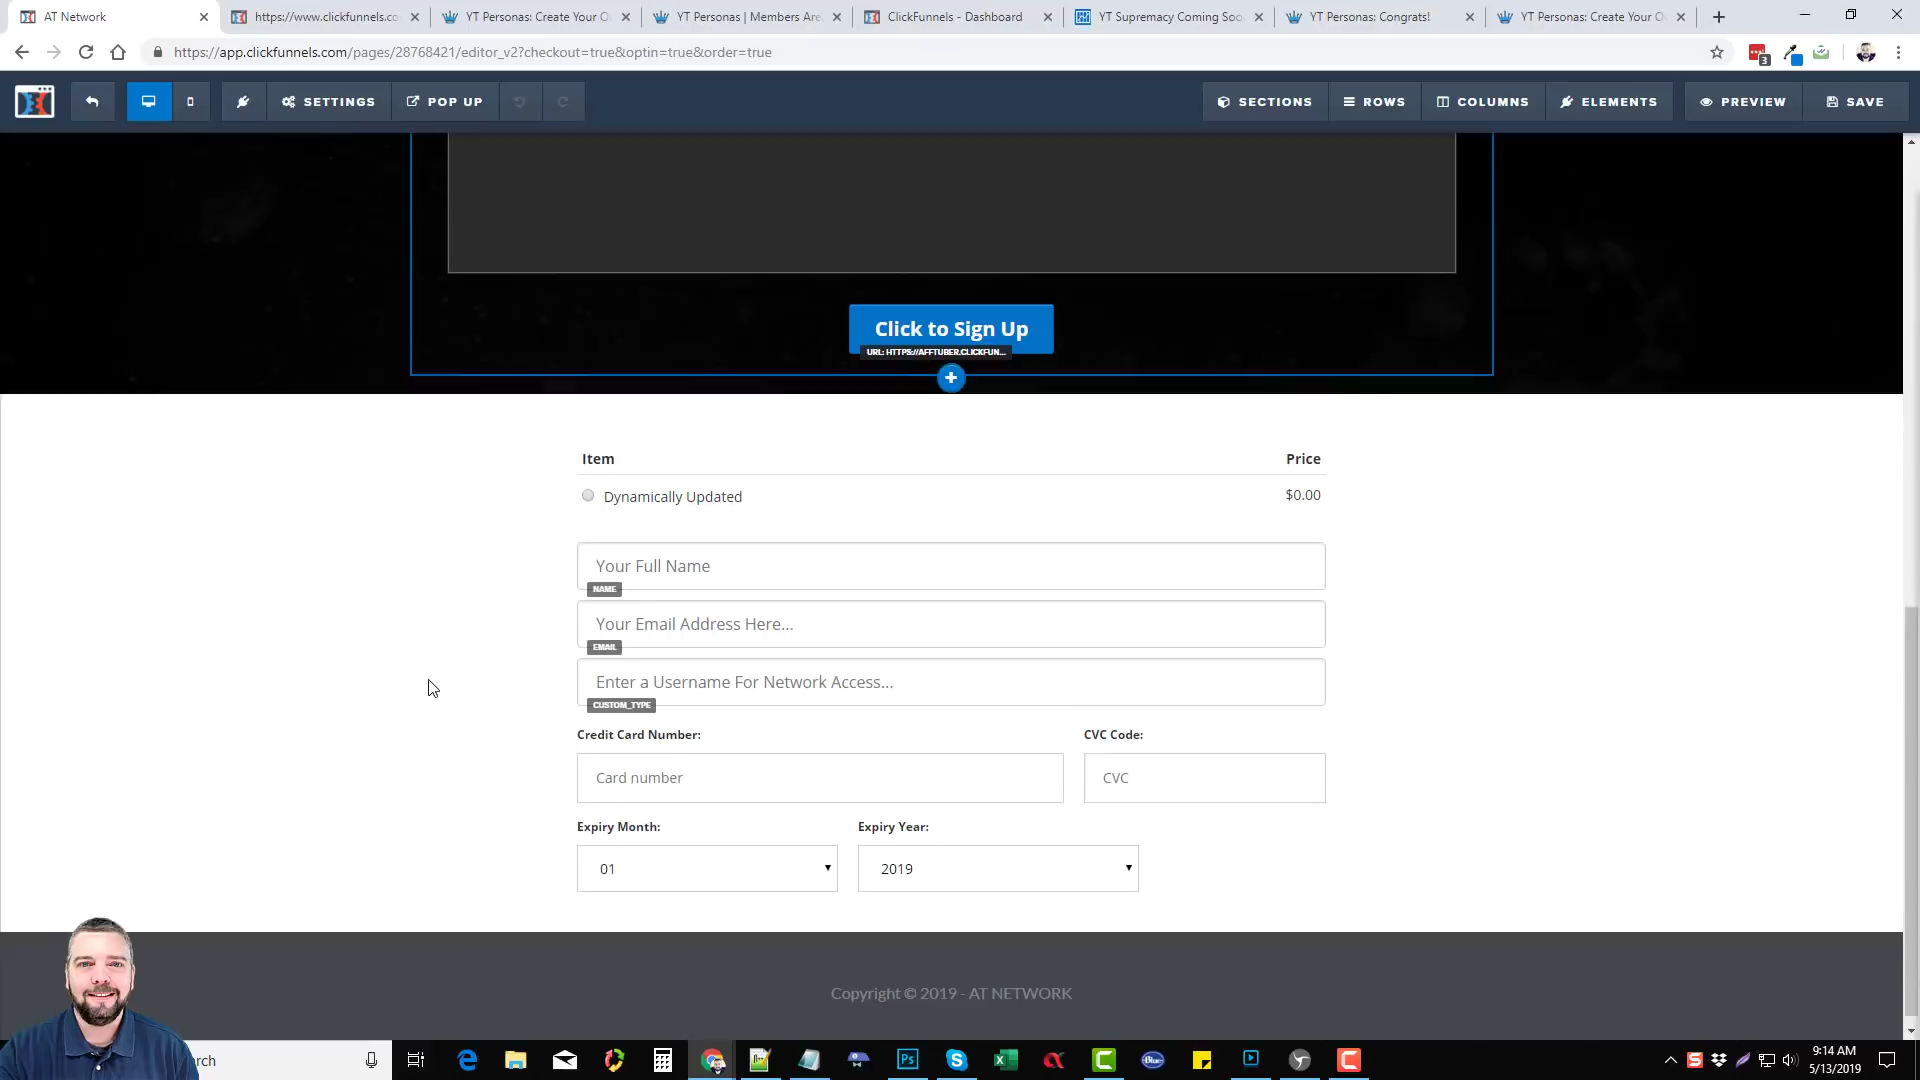 AT Network
https://www.clickfunnels.co
YT Personas: Create Your O
YT Personas | Members Are
ClickFunnels - Dashboard
YT Supremacy Coming Soo
YT Personas: Congrats!
YT Personas: Create Your O
https://app.clickfunnels.com/pages/28768421/editor_v2?checkout=true&optin=true&order=true
3
SETTINGS
POP UP
SECTIONS
ROWS
COLUMNS
ELEMENTS
PREVIEW
SAVE
Click to Sign Up
URL: HTTPS://AFFTUBER.CLICKFUN...
Item Price
Dynamically Updated $0.00
Your Full Name
NAME
Your Email Address Here...
EMAIL
Enter a Username For Network Access...
CUSTOM_TYPE
Credit Card Number: CVC Code:
Card number CVC
Expiry Month: Expiry Year:
01 2019
Copyright © 2019 - AT NETWORK
rch
Ps
Blue
9:14 AM
5/13/2019